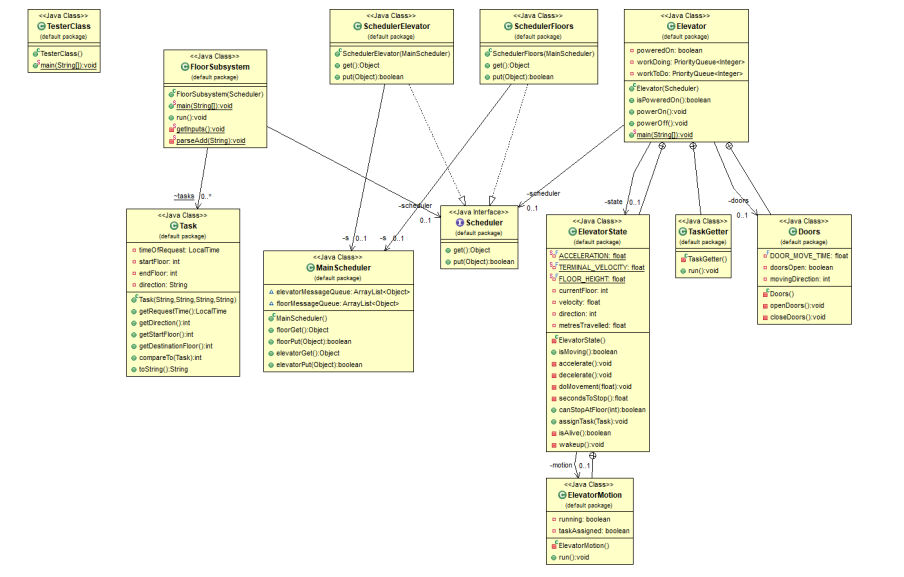 <<Java Class>>
TesterClass
(default package)
TesterClass()
main(String[]):void
<<Java Class>>
FloorSubsystem
(default package)
FloorSubsystem(Scheduler)
main(String[]):void
run():void
getInputs():void
parseAdd(String):void
<<Java Class>>
SchedulerElevator
(default package)
SchedulerElevator(MainScheduler)
get():Object
put(Object):boolean
<<Java Class>>
SchedulerFloors
(default package)
SchedulerFloors(MainScheduler)
get():Object
put(Object):boolean
<<Java Class>>
Elevator
(default package)
poweredOn: boolean
workDoing: PriorityQueue<Integer>
workToDo: PriorityQueue<Integer>
Elevator(Scheduler)
isPoweredOn():boolean
powerOn():void
powerOff():void
main(String[]):void
~tasks 0..*
-scheduler
0..1
-scheduler
0..1
-state 0..1
-doors
0..1
-s 0..1
-s 0..1
<<Java Class>>
Task
(default package)
timeOfRequest: LocalTime
startFloor: int
endFloor: int
direction: String
Task(String,String,String,String)
getRequestTime():LocalTime
getDirection():int
getStartFloor():int
getDestinationFloor():int
compareTo(Task):int
toString():String
<<Java Class>>
MainScheduler
(default package)
elevatorMessageQueue: ArrayList<Object>
floorMessageQueue: ArrayList<Object>
MainScheduler()
floorGet():Object
floorPut(Object):boolean
elevatorGet():Object
elevatorPut(Object):boolean
<<Java Interface>>
Scheduler
(default package)
get():Object
put(Object):boolean
<<Java Class>>
ElevatorState
(default package)
ACCELERATION: float
TERMINAL_VELOCITY: float
FLOOR_HEIGHT: float
currentFloor: int
velocity: float
direction: int
metresTravelled: float
ElevatorState()
isMoving():boolean
accelerate():void
decelerate():void
doMovement(float):void
secondsToStop():float
canStopAtFloor(int):boolean
assignTask(Task):void
isAlive():boolean
wakeup():void
<<Java Class>>
TaskGetter
(default package)
TaskGetter()
run():void
<<Java Class>>
Doors
(default package)
DOOR_MOVE_TIME: float
doorsOpen: boolean
movingDirection: int
Doors()
openDoors():void
closeDoors():void
-motion 0..1
<<Java Class>>
ElevatorMotion
(default package)
running: boolean
taskAssigned: boolean
ElevatorMotion()
run():void